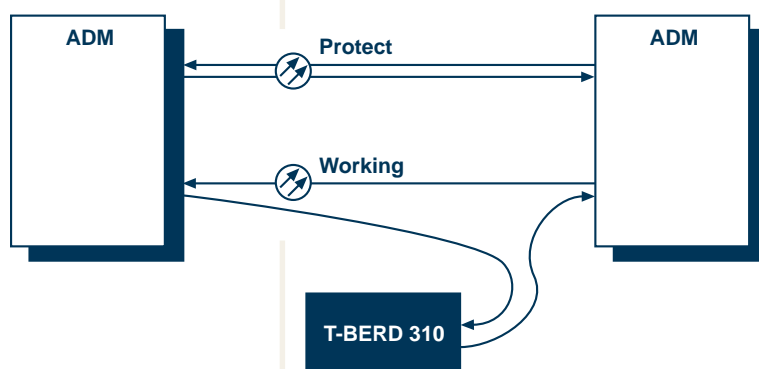 ADM
ADM
Protect
Working
T-BERD 310